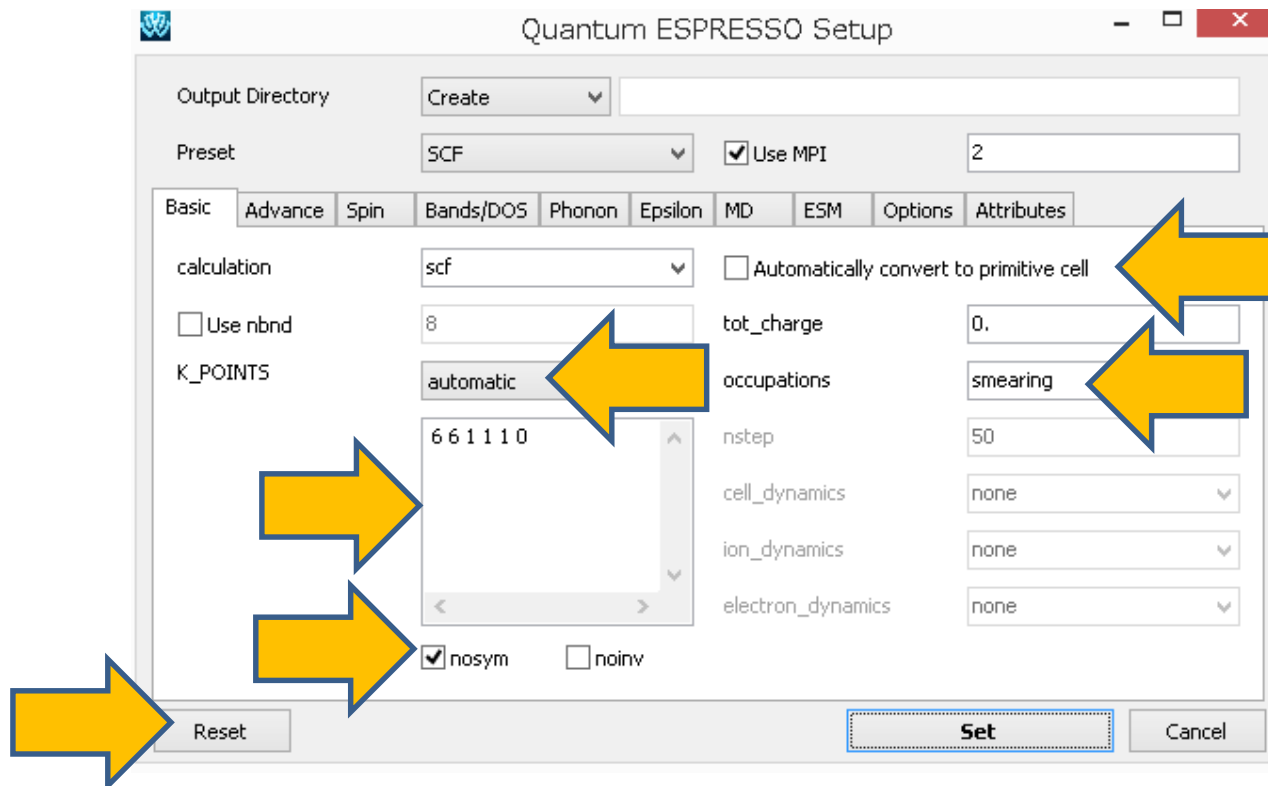 Quantum ESPRESSO Setup
Output Directory Create
Preset SCF Use MPI 2
Basic Advance Spin Bands/DOS Phonon Epsilon MD ESM Options Attributes
calculation scf Automatically convert to primitive cell
Use nbnd 8 tot_charge 0.
K_POINTS automatic occupations smearing
6 6 1 1 1 0 nstep 50
cell_dynamics none
ion_dynamics none
electron_dynamics none
nosym noinv
Reset Set Cancel